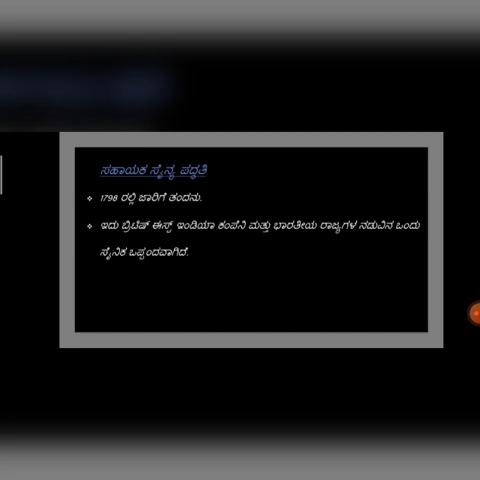 ಸಹಾಯಕ ಸೈನ್ಯ ಪದ್ಧತಿ
❖ 1798 ರಲ್ಲಿ ಜಾರಿಗೆ ತಂದನು.
❖ ಇದು ಬ್ರಿಟಿಷ್ ಈಸ್ಟ್ ಇಂಡಿಯಾ ಕಂಪೆನಿ ಮತ್ತು ಭಾರತೀಯ ರಾಜ್ಯಗಳ ನಡುವಿನ ಒಂದು
ಸೈನಿಕ ಒಪ್ಪಂದವಾಗಿದೆ.